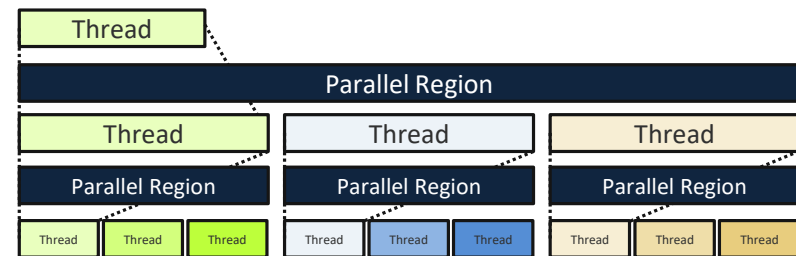 Thread
Parallel Region
Thread Thread Thread
Parallel Region Parallel Region Parallel Region
Thread Thread Thread Thread Thread Thread Thread Thread Thread